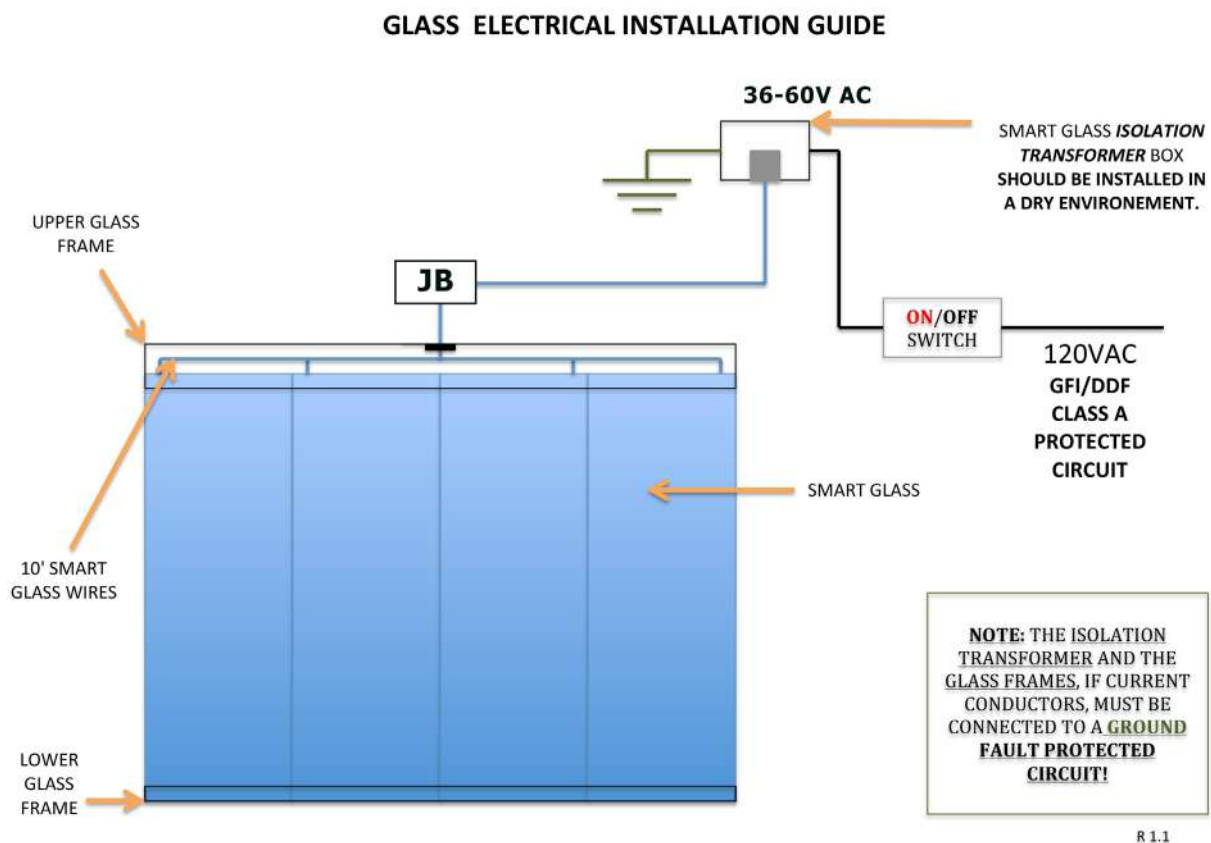 GLASS  ELECTRICAL INSTALLATION GUIDE
36-60V AC
SMART GLASS ISOLATION
TRANSFORMER BOX
SHOULD BE INSTALLED IN
A DRY ENVIRONEMENT.
UPPER GLASS
FRAME
JB
ON/OFF
SWITCH
120VAC
GFI/DDF
CLASS A
PROTECTED
CIRCUIT
SMART GLASS
10' SMART
GLASS WIRES
NOTE: THE ISOLATION
TRANSFORMER AND THE
GLASS FRAMES, IF CURRENT
CONDUCTORS, MUST BE
CONNECTED TO A GROUND
FAULT PROTECTED
CIRCUIT!
LOWER
GLASS
FRAME
R 1.1